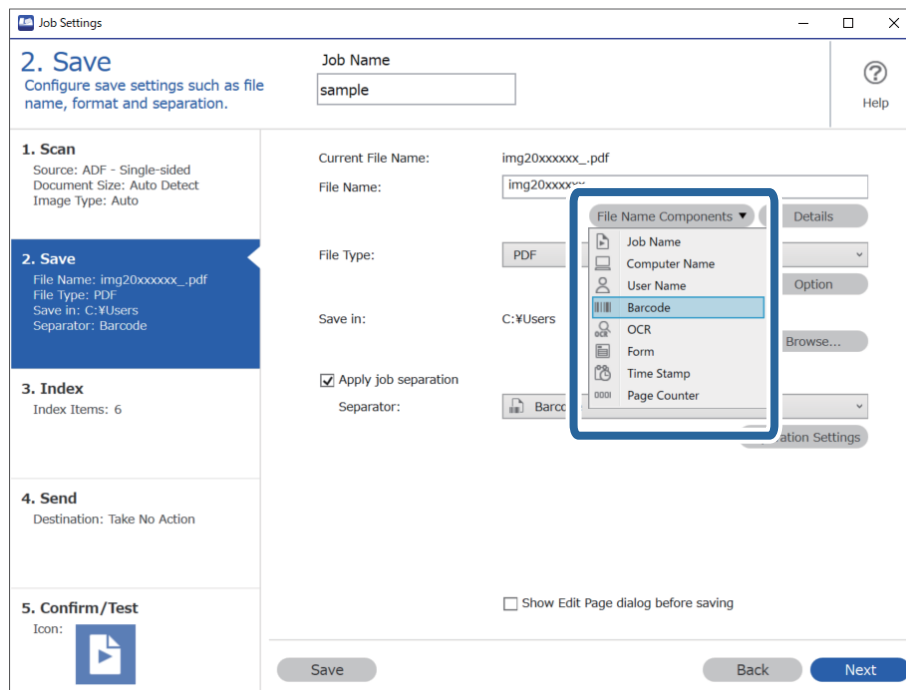 Job Settings
2. Save
Configure save settings such as file
name, format and separation.
Job Name
sample
Help
1. Scan
Source: ADF - Single-sided
Document Size: Auto Detect
Image Type: Auto
2. Save
File Name: img20xxxxxx_.pdf
File Type: PDF
Save in: C:¥Users
Separator: Barcode
3. Index
Index Items: 6
4. Send
Destination: Take No Action
5. Confirm/Test
Icon:
Current File Name: img20xxxxxx_.pdf
File Name: img20xxxxxx
File Name Components ▼ Details
Job Name
Computer Name
User Name
Barcode
OCR
OCR
Form
Time Stamp
0001 Page Counter
File Type: PDF
Option
Save in: C:¥Users
Browse...
Apply job separation
Separator:
Settings
Show Edit Page dialog before saving
Save
Back
Next